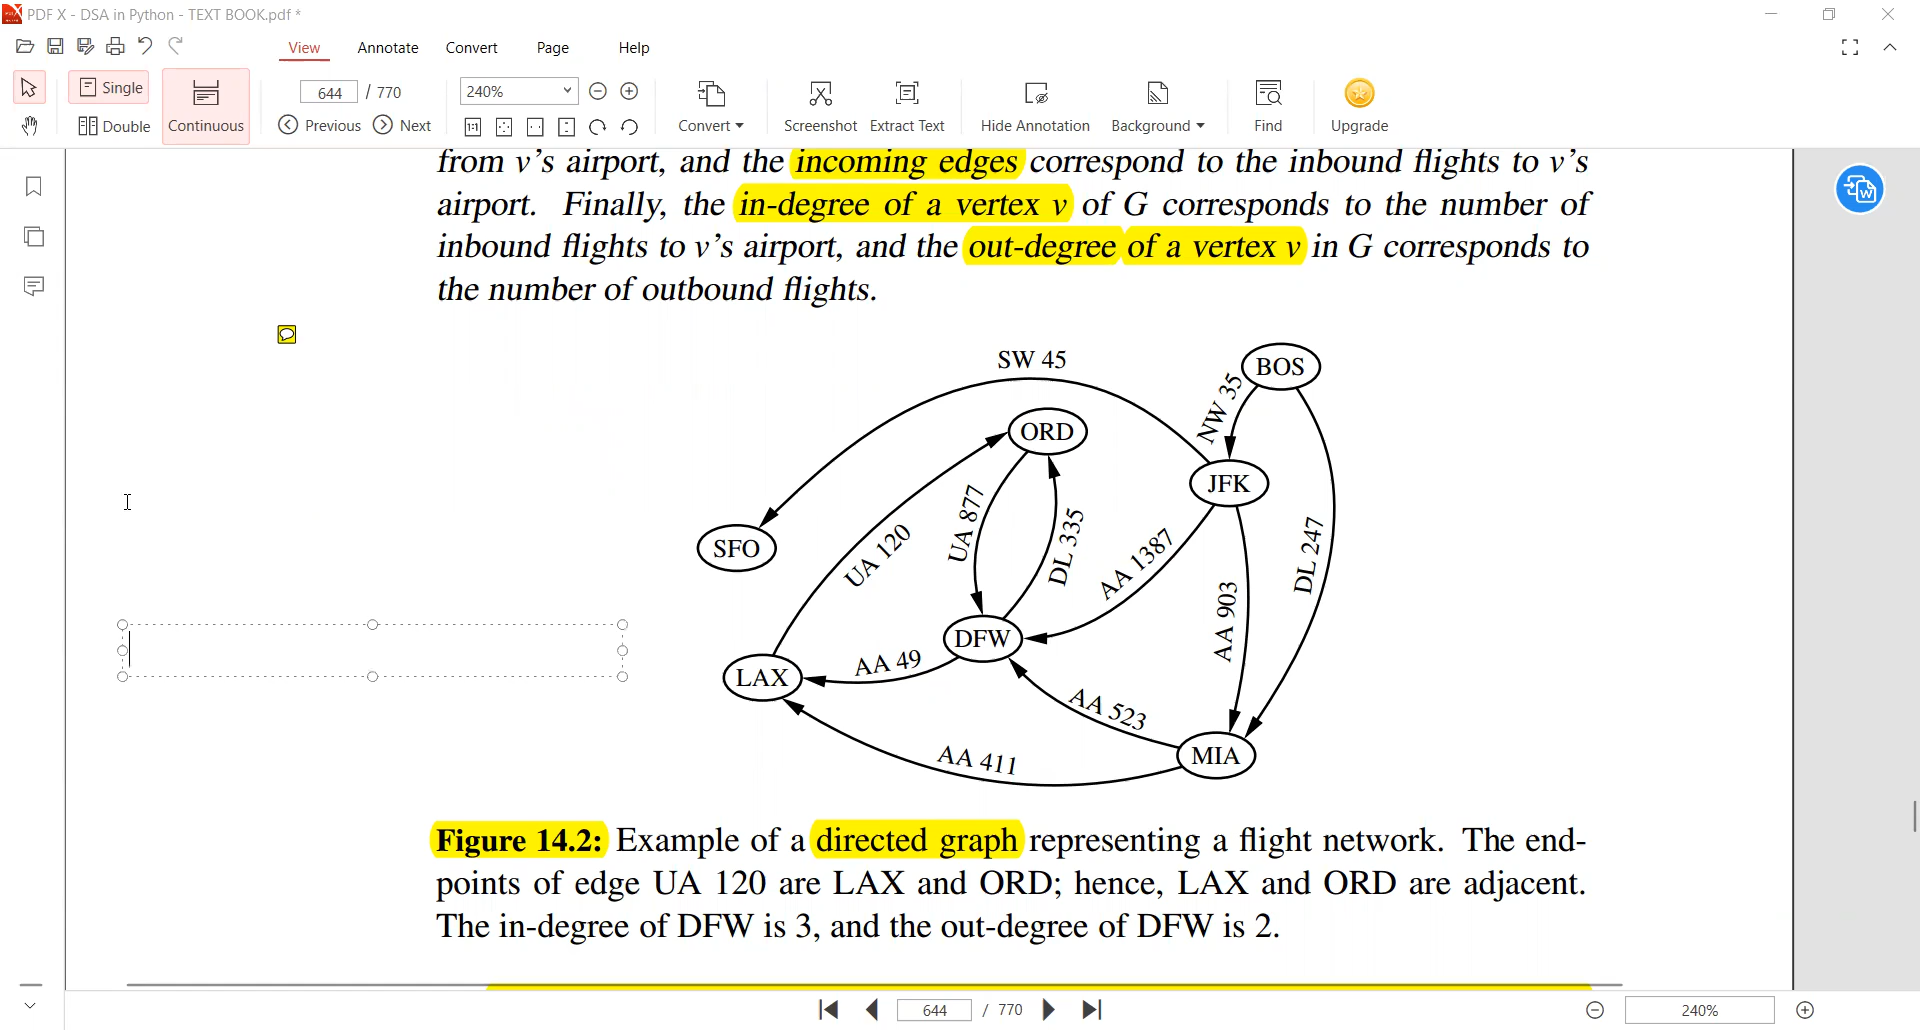 PDF X - DSA in Python - TEXT BOOK.pdf *
View Annotate Convert Page Help
Single
Double
Continuous
644 / 770
Previous Next
240%
1:1
Convert
Screenshot
Extract Text
Hide Annotation
Background
Find
Upgrade
from v’s airport, and the incoming edges correspond to the inbound flights to v’s
airport. Finally, the in-degree of a vertex v of G corresponds to the number of
inbound flights to v’s airport, and the out-degree of a vertex v in G corresponds to
the number of outbound flights.
SW 45
BOS
NW 35
ORD
JFK
UA 877
DL 335
SFO
UA 120
AA 1387
DL 247
AA 903
DFW
AA 49
LAX
AA 523
MIA
AA 411
Figure 14.2: Example of a directed graph representing a flight network. The end-
points of edge UA 120 are LAX and ORD; hence, LAX and ORD are adjacent.
The in-degree of DFW is 3, and the out-degree of DFW is 2.
644 / 770
240%